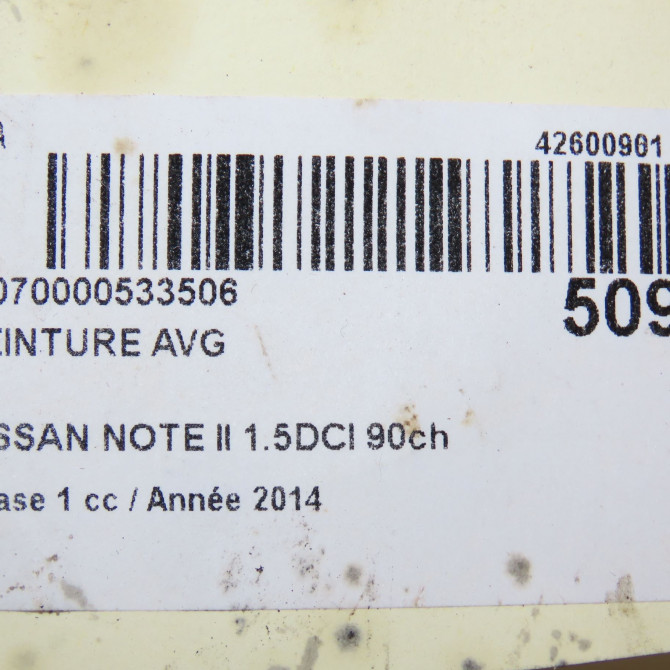 42600901
070000533506
509
EINTURE AVG
SSAN NOTE II 1.5DCI 90ch
ase 1 cc / Année 2014